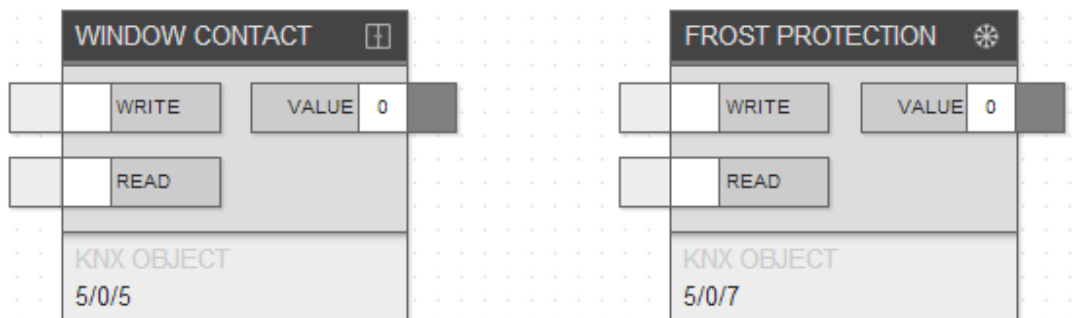 WINDOW CONTACT
WRITE
VALUE 0
READ
KNX OBJECT
5/0/5
FROST PROTECTION
WRITE
VALUE 0
READ
KNX OBJECT
5/0/7